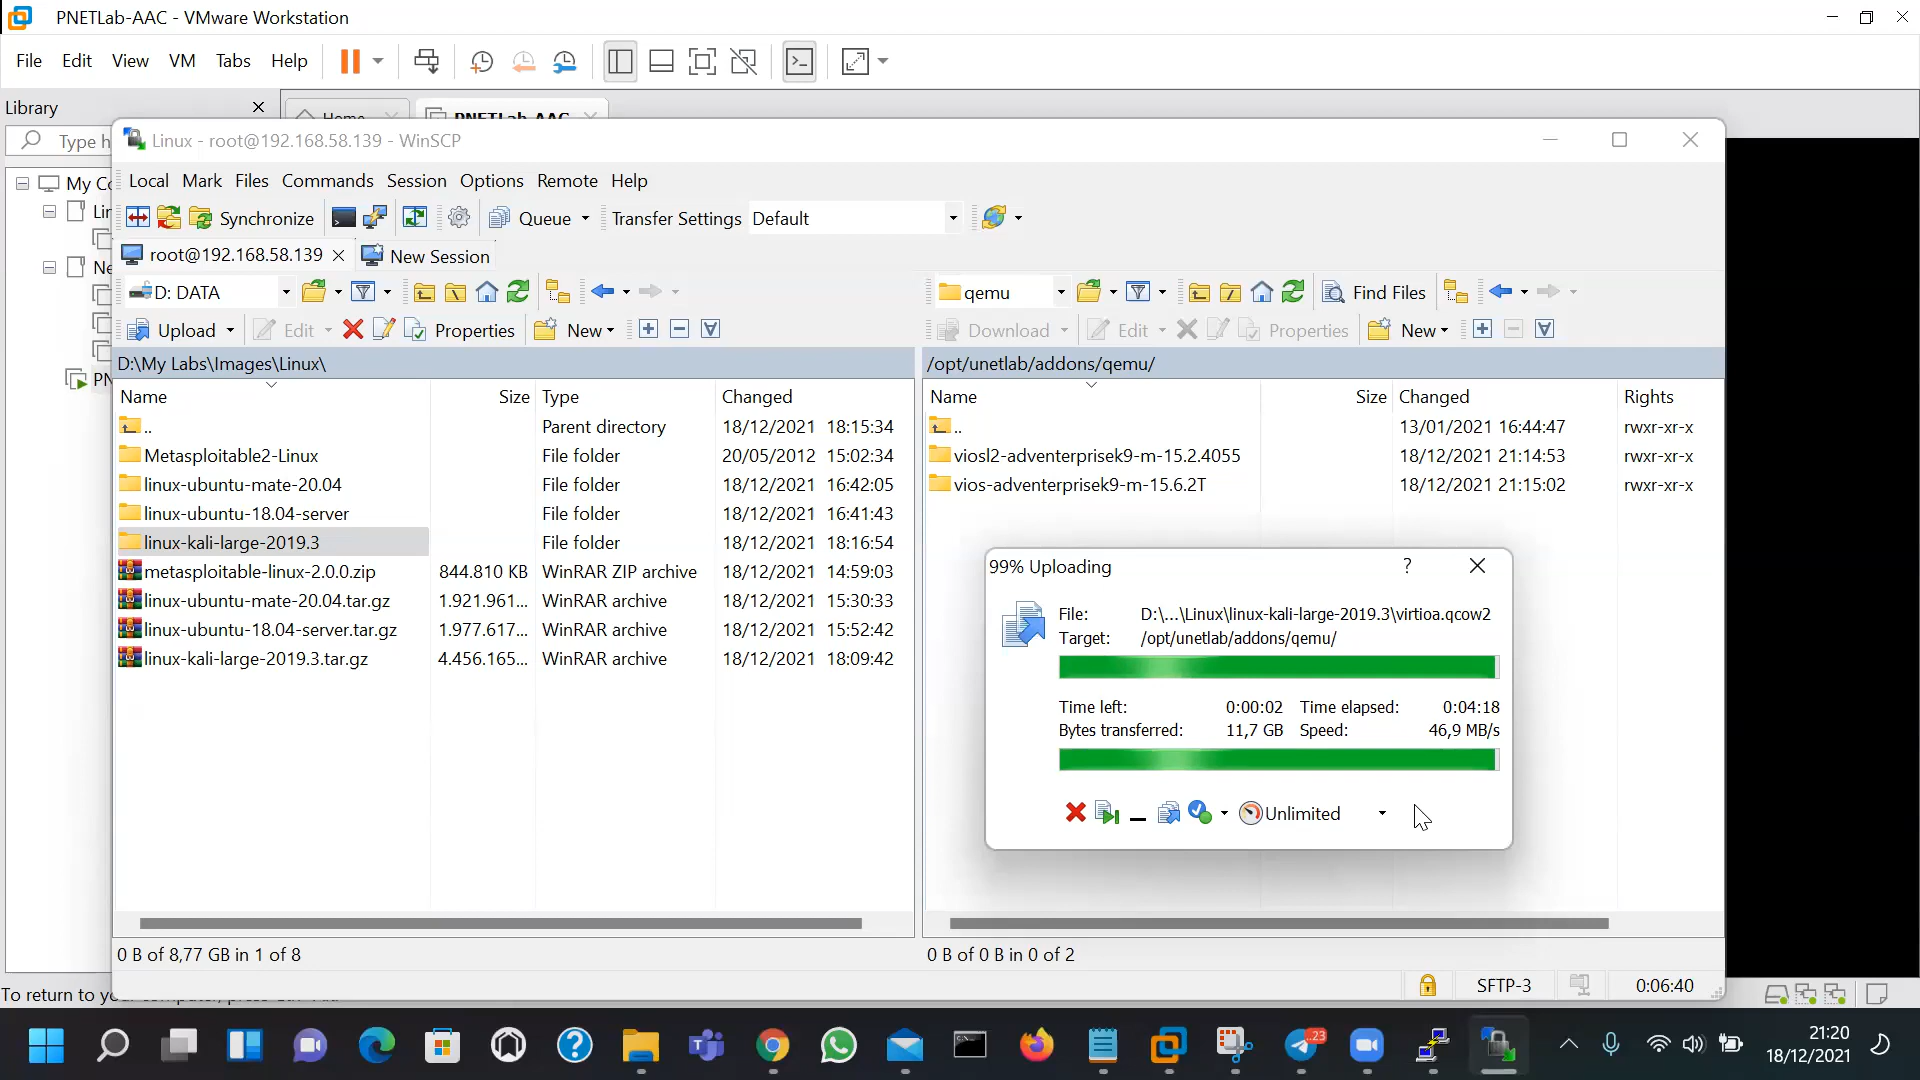 PNETLab-AAC - VMware Workstation
File Edit View VM Tabs Help
Library
Home PNETLab-AAC
Type h
Linux - root@192.168.58.139 - WinSCP
My Co
Local Mark Files Commands Session Options Remote Help
Lin
Synchronize Queue Transfer Settings Default
root@192.168.58.139 New Session
Ne
D: DATA qemu Find Files
Upload Edit Properties New Download Edit Properties New
D:\My Labs\Images\Linux\ /opt/unetlab/addons/qemu/
PN
Name Size Type Changed Name Size Changed Rights
.. Parent directory 18/12/2021 18:15:34 .. 13/01/2021 16:44:47 rwxr-xr-x
Metasploitable2-Linux File folder 20/05/2012 15:02:34 viosl2-adventerprisek9-m-15.2.4055 18/12/2021 21:14:53 rwxr-xr-x
linux-ubuntu-mate-20.04 File folder 18/12/2021 16:42:05 vios-adventerprisek9-m-15.6.2T 18/12/2021 21:15:02 rwxr-xr-x
linux-ubuntu-18.04-server File folder 18/12/2021 16:41:43
linux-kali-large-2019.3 File folder 18/12/2021 18:16:54
metasploitable-linux-2.0.0.zip 844.810 KB WinRAR ZIP archive 18/12/2021 14:59:03
linux-ubuntu-mate-20.04.tar.gz 1.921.961... WinRAR archive 18/12/2021 15:30:33
linux-ubuntu-18.04-server.tar.gz 1.977.617... WinRAR archive 18/12/2021 15:52:42
linux-kali-large-2019.3.tar.gz 4.456.165... WinRAR archive 18/12/2021 18:09:42
99% Uploading ?
File: D:\...\Linux\linux-kali-large-2019.3\virtioa.qcow2
Target: /opt/unetlab/addons/qemu/
Time left: 0:00:02 Time elapsed: 0:04:18
Bytes transferred: 11,7 GB Speed: 46,9 MB/s
Unlimited
0 B of 8,77 GB in 1 of 8 0 B of 0 B in 0 of 2
SFTP-3 0:06:40
To return to yo
23
21:20
18/12/2021